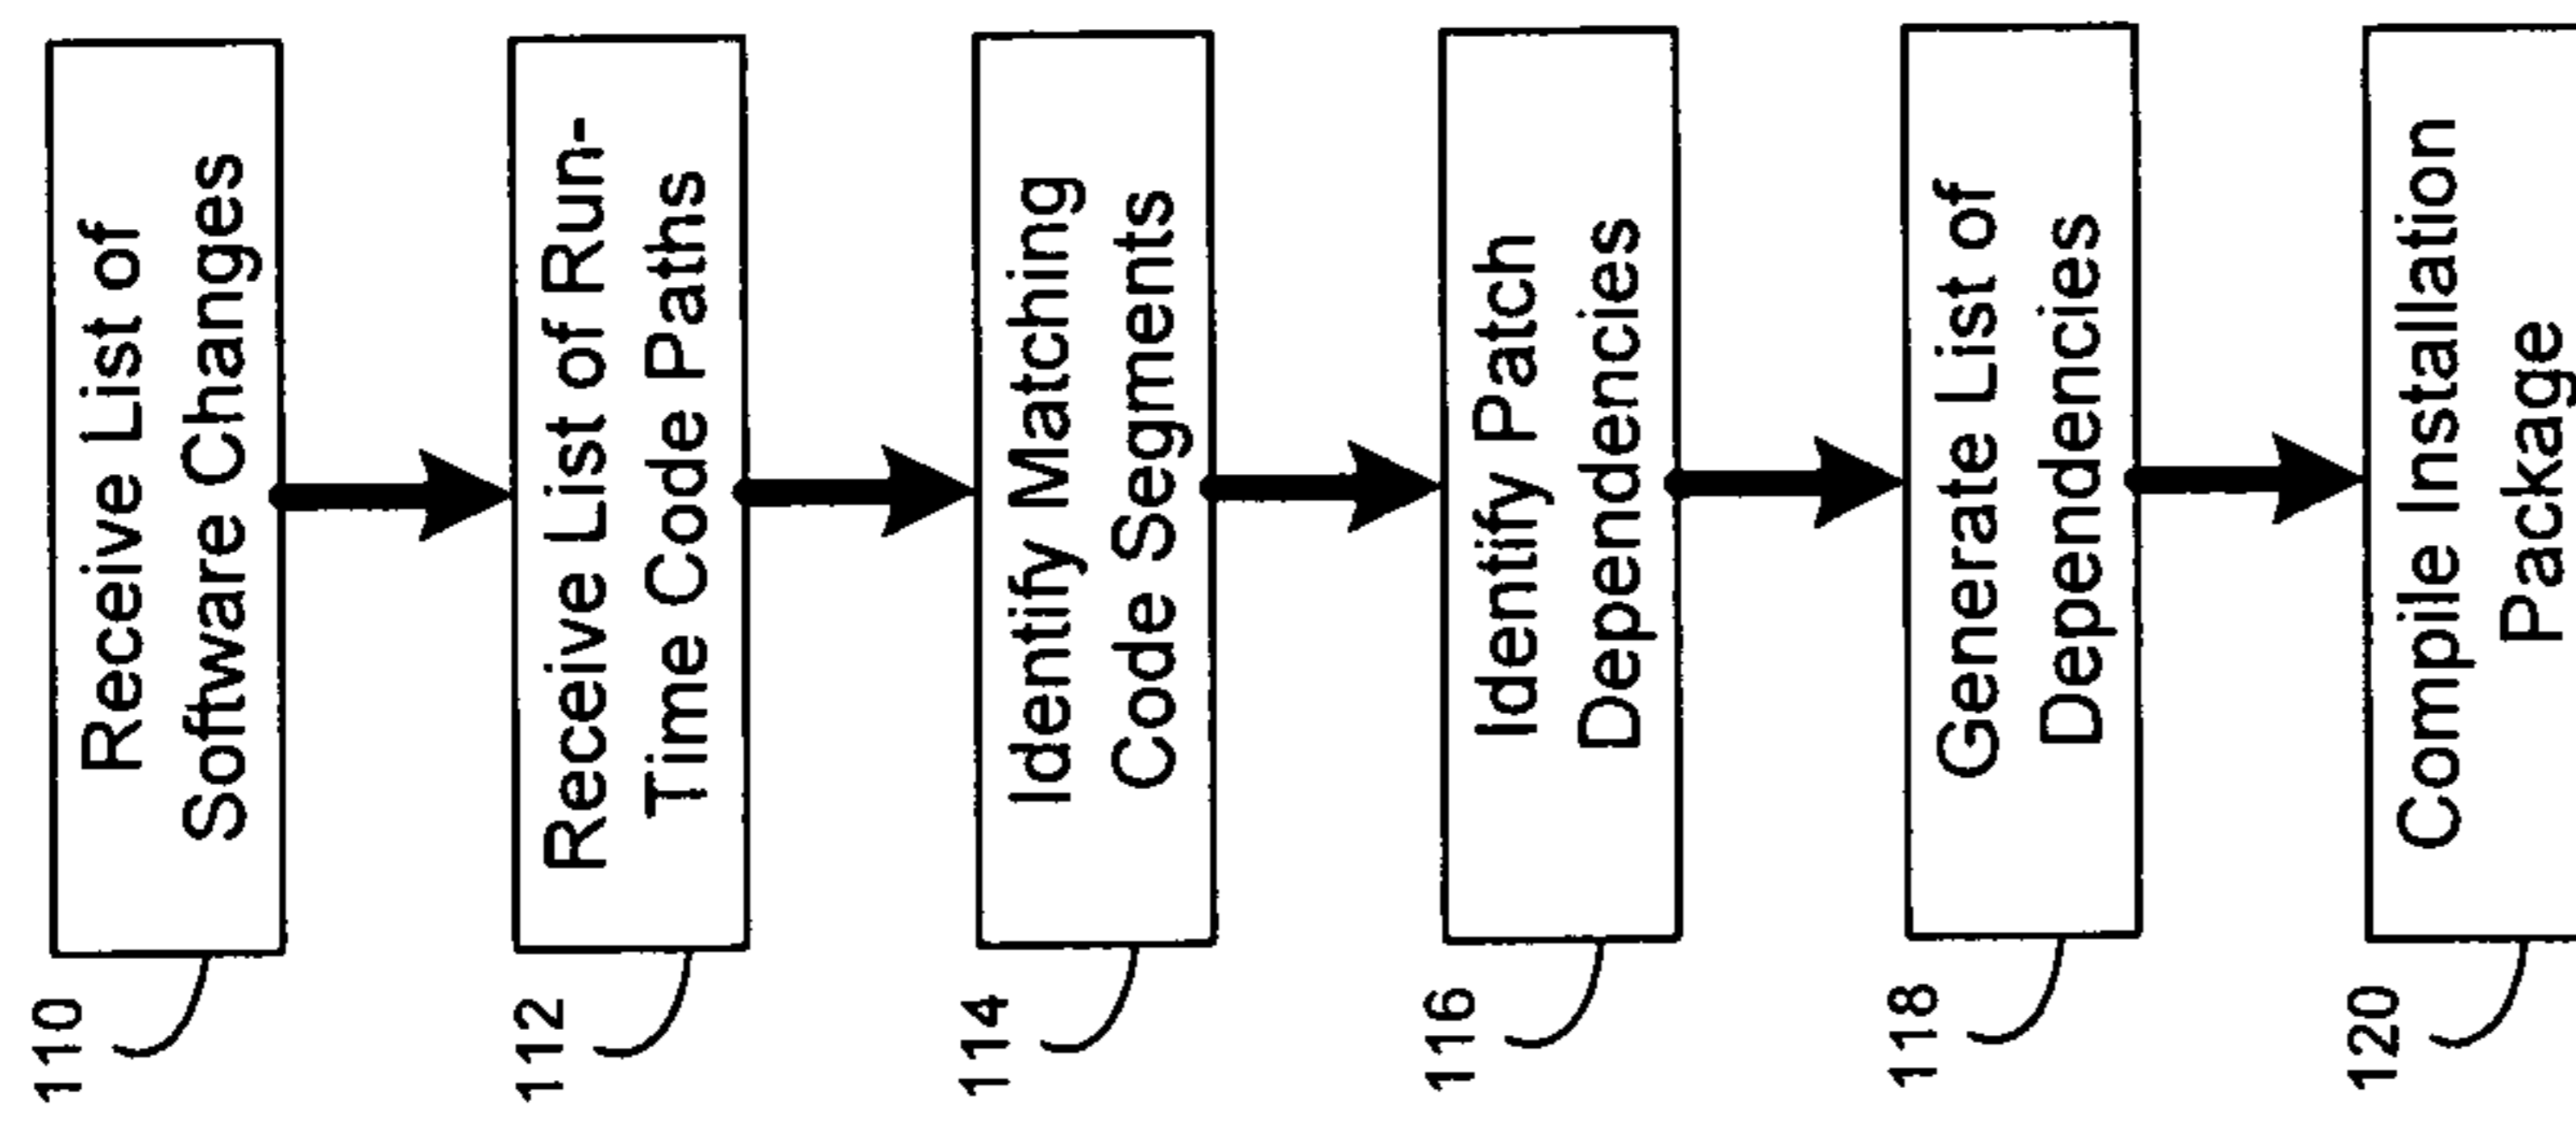 110
Receive List of
Software Changes
112
Receive List of Run-
Time Code Paths
114
Identify Matching
Code Segments
116
Identify Patch
Dependencies
118
Generate List of
Dependencies
120
Compile Installation
Package